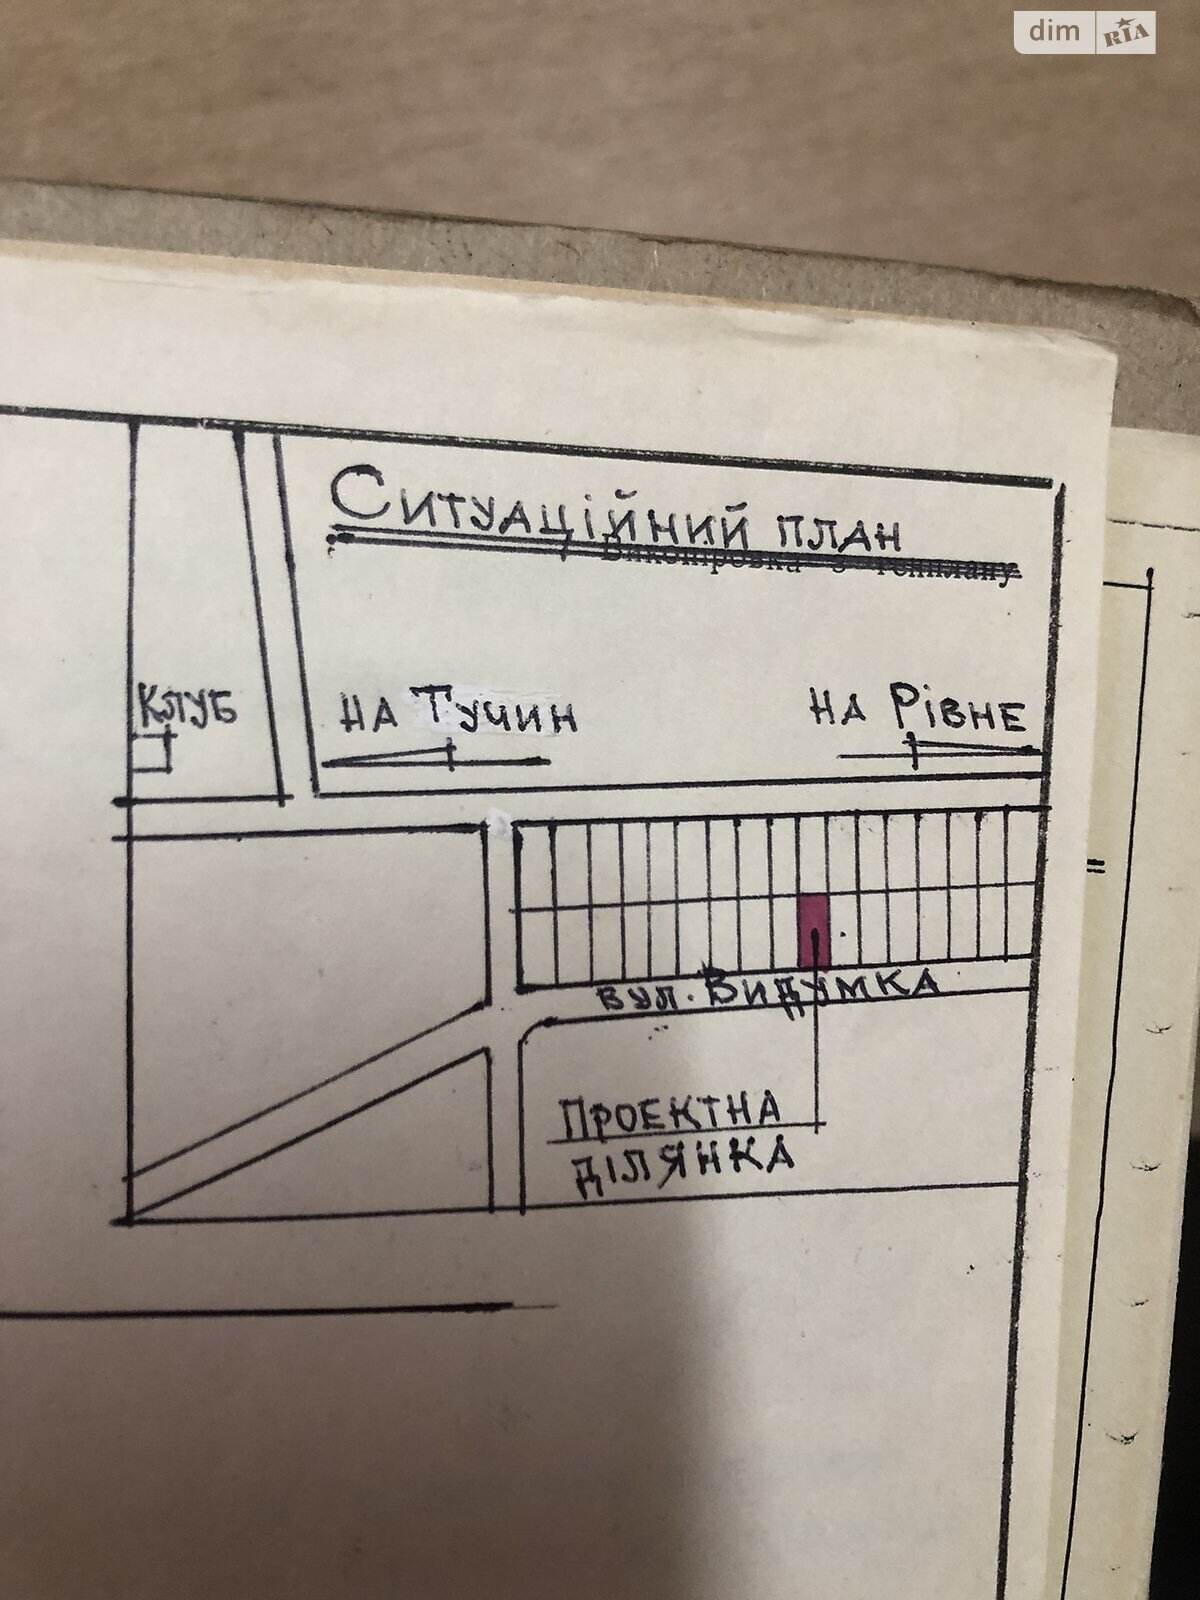 dim RIA
Ситуаційний план
Викопіровка з генплану
Клуб
на Тучин
на Рівне
вул. Видумка
Проектна
ділянка